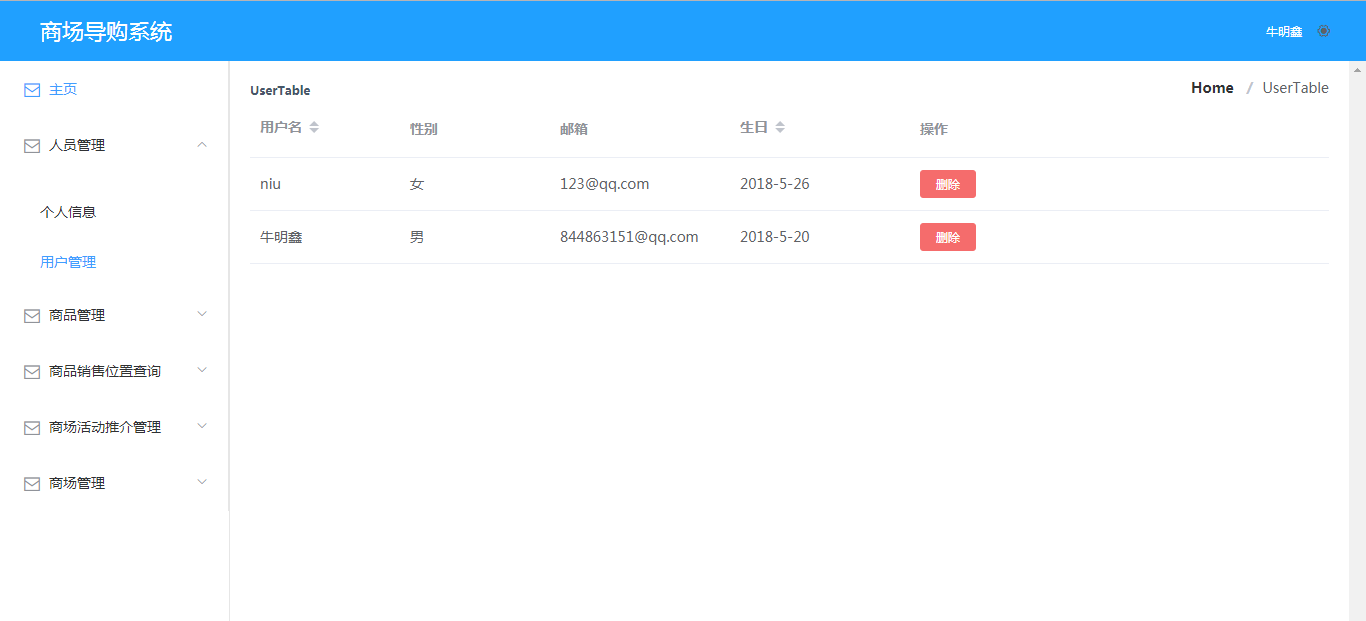 商场导购系统
牛明鑫
主页
人员管理
个人信息
用户管理
商品管理
商品销售位置查询
商场活动推介管理
商场管理
UserTable
Home / UserTable
用户名 性别 邮箱 生日 操作
niu 女 123@qq.com 2018-5-26 删除
牛明鑫 男 844863151@qq.com 2018-5-20 删除